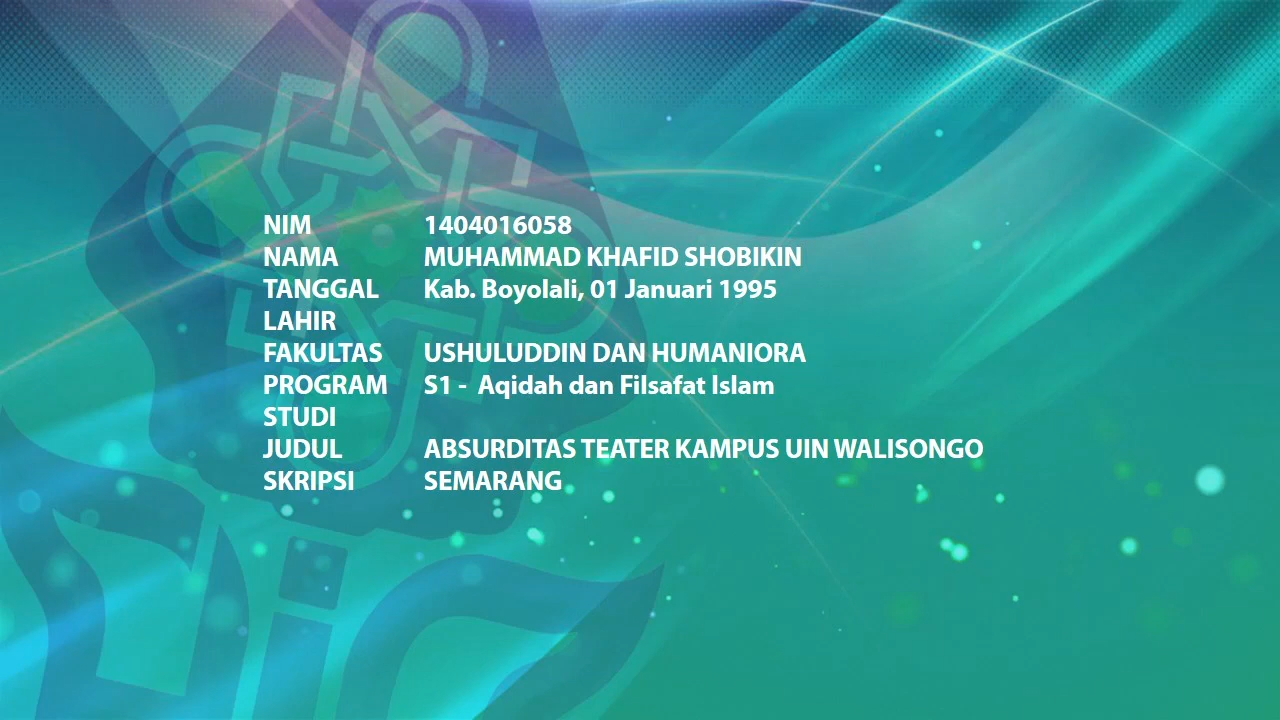 NIM 1404016058
NAMA MUHAMMAD KHAFID SHOBIKIN
TANGGAL LAHIR Kab. Boyolali, 01 Januari 1995
FAKULTAS USHULUDDIN DAN HUMANIORA
PROGRAM STUDI S1 - Aqidah dan Filsafat Islam
JUDUL SKRIPSI ABSURDITAS TEATER KAMPUS UIN WALISONGO SEMARANG